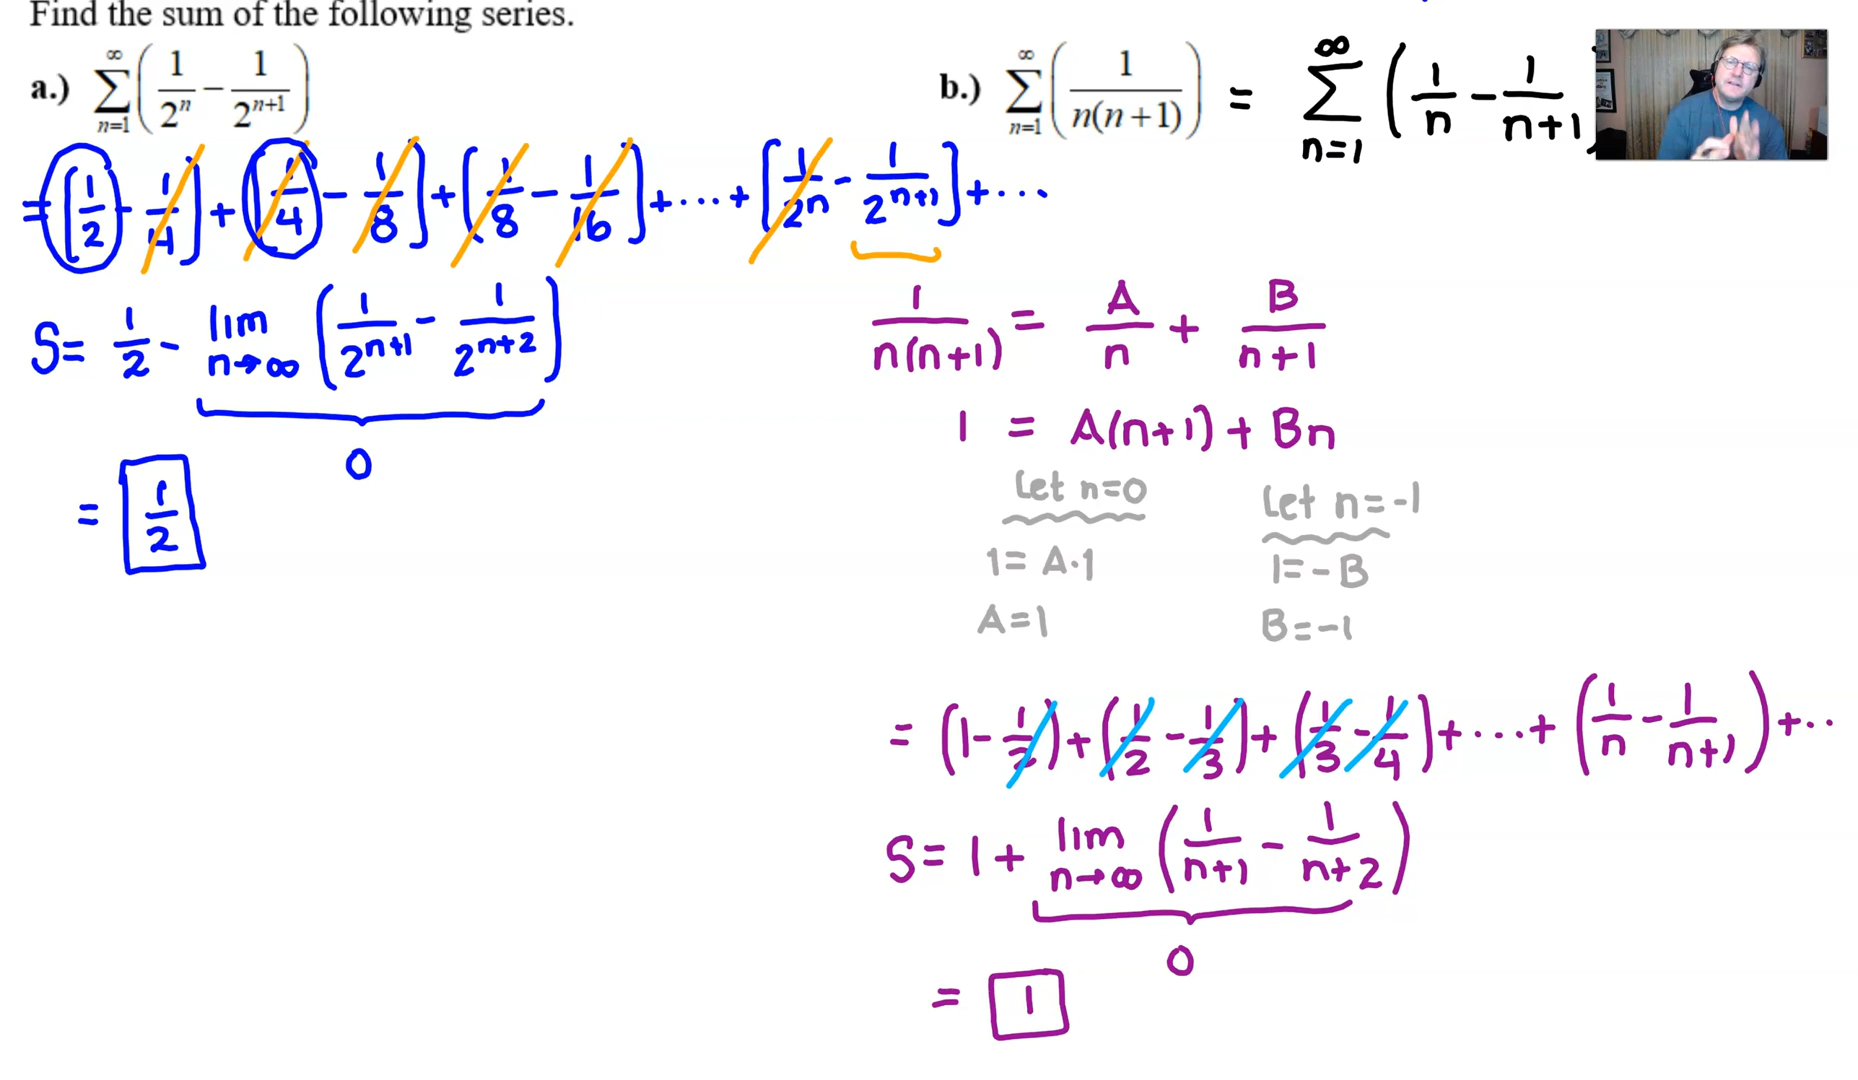 Find the sum of the following series.
a.) ∑_{n=1}^{∞} (1/2^n − 1/2^{n+1})
= [1/2 − 1/4] + [1/4 − 1/8] + [1/8 − 1/16] + ⋯ + [1/2^n − 1/2^{n+1}] + ⋯
S = 1/2 − lim_{n→∞} (1/2^{n+1} − 1/2^{n+2})
0
= 1/2
b.) ∑_{n=1}^{∞} (1/(n(n+1))) = ∑_{n=1}^{∞} (1/n − 1/(n+1)
1/(n(n+1)) = A/n + B/(n+1)
1 = A(n+1) + Bn
Let n=0
1 = A·1
A=1
Let n=-1
1=-B
B=-1
= (1 − 1/2) + (1/2 − 1/3) + (1/3 − 1/4) + ⋯ + (1/n − 1/(n+1)) + ··
S = 1 + lim_{n→∞} (1/(n+1) − 1/(n+2))
0
= 1